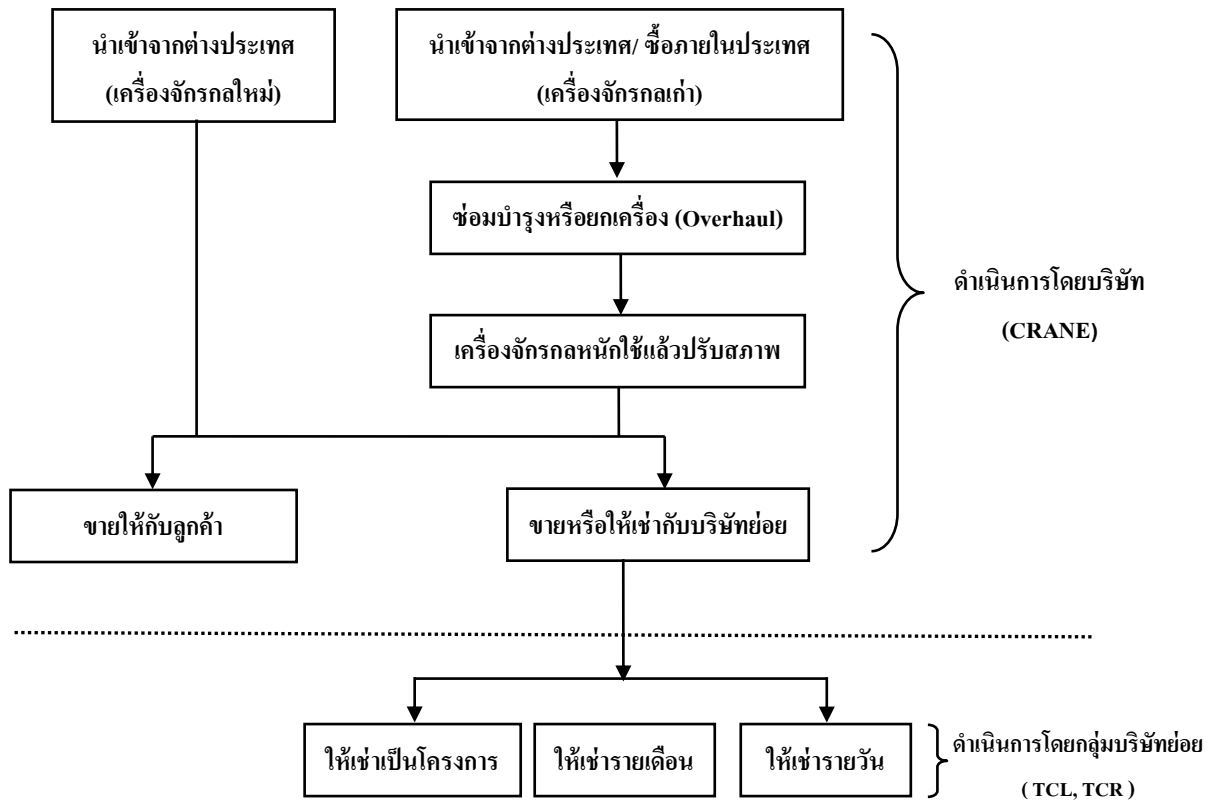 นำเข้าจากต่างประเทศ
(เครื่องจักรกลใหม่)
นำเข้าจากต่างประเทศ/ ซื้อภายในประเทศ
(เครื่องจักรกลเก่า)
ซ่อมบำรุงหรือยกเครื่อง (Overhaul)
ดำเนินการโดยบริษัท
(CRANE)
เครื่องจักรกลหนักใช้แล้วปรับสภาพ
ขายให้กับลูกค้า
ขายหรือให้เช่ากับบริษัทย่อย
ให้เช่าเป็นโครงการ
ให้เช่ารายเดือน
ให้เช่ารายวัน
ดำเนินการโดยกลุ่มบริษัทย่อย
( TCL, TCR )